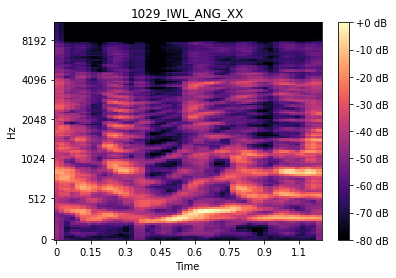 1029_IWL_ANG_XX
Hz
8192
4096
2048
1024
512
0
0 0.15 0.3 0.45 0.6 0.75 0.9 1.1
Time
+0 dB
-10 dB
-20 dB
-30 dB
-40 dB
-50 dB
-60 dB
-70 dB
-80 dB